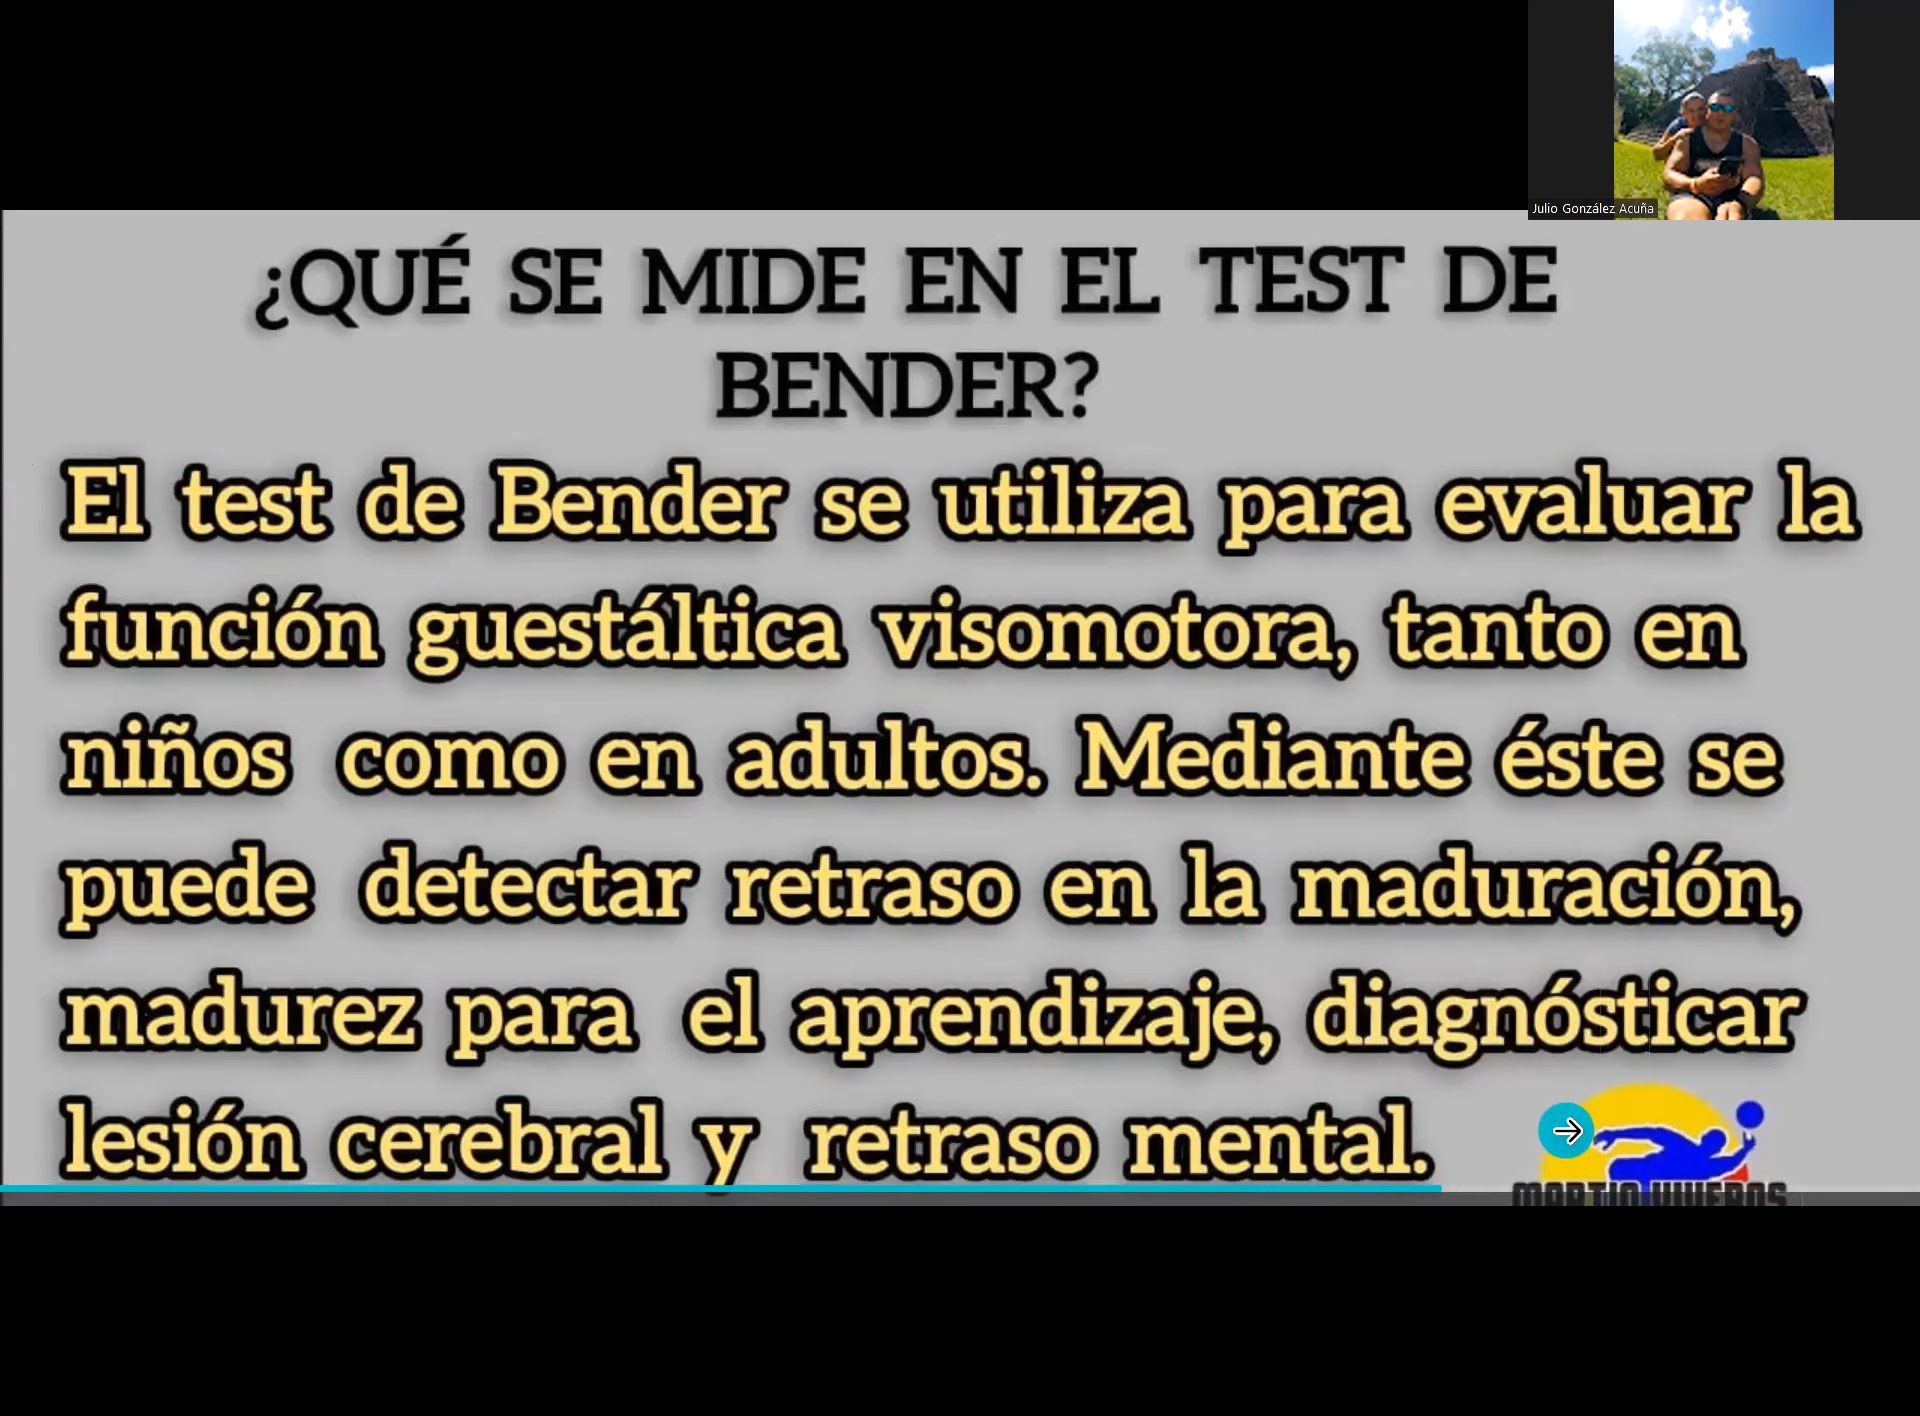 Julio González Acuña
¿QUÉ SE MIDE EN EL TEST DE
BENDER?
El test de Bender se utiliza para evaluar la
función guestáltica visomotora, tanto en
niños como en adultos. Mediante éste se
puede detectar retraso en la maduración,
madurez para el aprendizaje, diagnósticar
lesión cerebral y retraso mental.
MARTIN VIVEROS